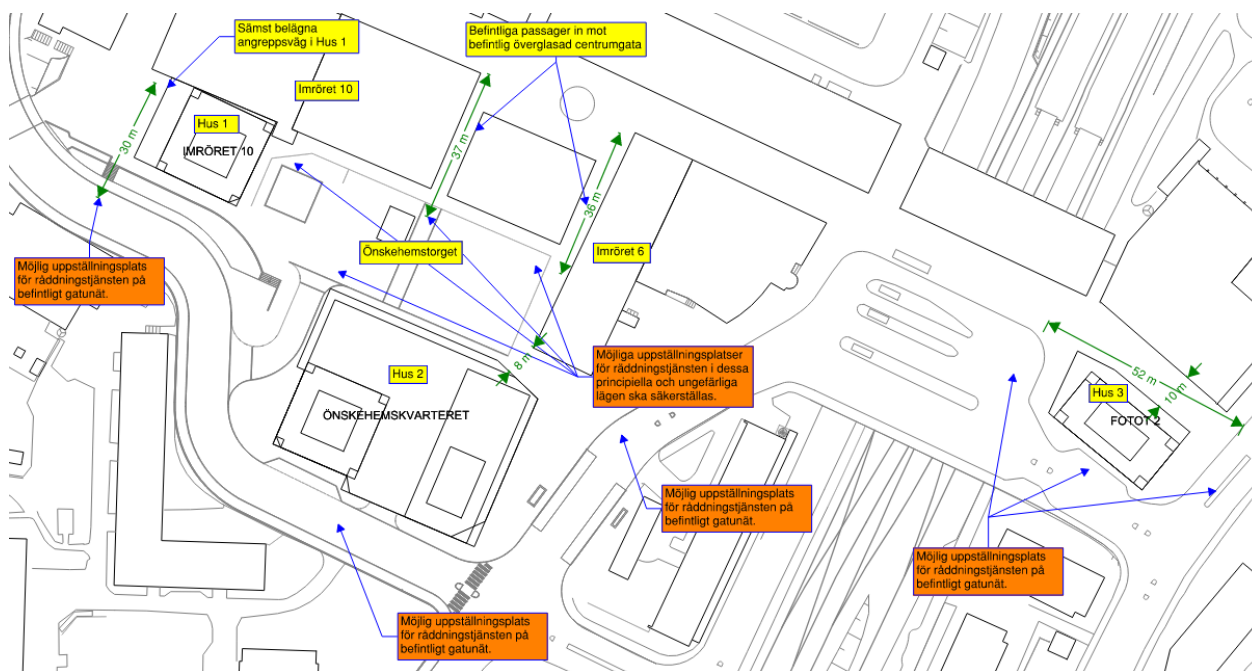 Sämst belägna
angreppsväg i Hus 1
Befintliga passager in mot
befintlig överglasad centrumgata
Imröret 10
Hus 1
IMRÖRET 10
30 m
37 m
36 m
Önskehemstorget
Imröret 6
Möjlig uppställningsplats
för räddningstjänsten på
befintligt gatunät.
8 m
Möjliga uppställningsplatser
för räddningstjänsten i dessa
principiella och ungefärliga
lägen ska säkerställas.
Hus 2
ÖNSKEHEMSKVARTERET
52 m
10 m
Hus 3
FOTOT 2
Möjlig uppställningsplats
för räddningstjänsten på
befintligt gatunät.
Möjlig uppställningsplats
för räddningstjänsten på
befintligt gatunät.
Möjlig uppställningsplats
för räddningstjänsten på
befintligt gatunät.